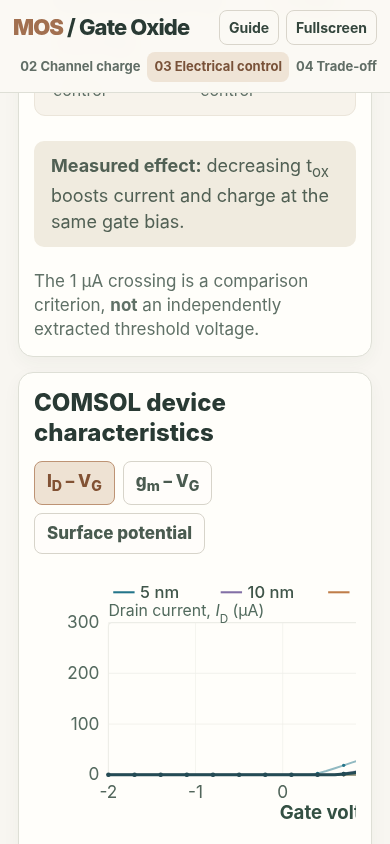 MOS / Gate Oxide
Guide
Fullscreen
02 Channel charge
03 Electrical control
04 Trade-off
control
control
Measured effect: decreasing tox
boosts current and charge at the
same gate bias.
The 1 µA crossing is a comparison
criterion, not an independently
extracted threshold voltage.
COMSOL device
characteristics
ID – VG
gm – VG
Surface potential
5 nm
10 nm
Drain current, ID (µA)
300
200
100
0
-2
-1
0
Gate volt